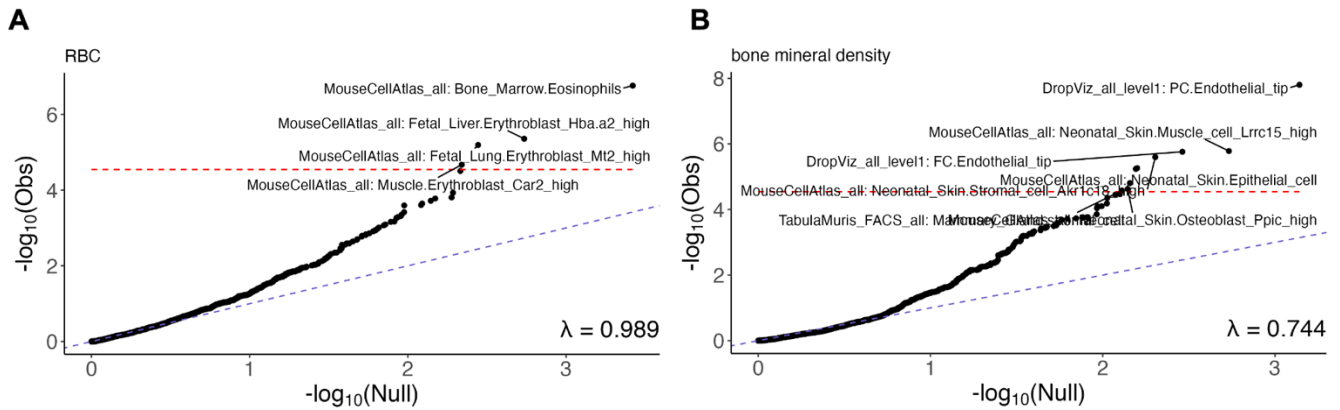 A
RBC
MouseCellAtlas_all: Bone_Marrow.Eosinophils
MouseCellAtlas_all: Fetal_Liver.Erythroblast_Hba.a2_high
MouseCellAtlas_all: Fetal_Lung.Erythroblast_Mt2_high
MouseCellAtlas_all: Muscle.Erythroblast_Car2_high
-log10(Obs)
6
4
2
0
λ = 0.989
0 1 2 3
-log10(Null)
B
bone mineral density
DropViz_all_level1: PC.Endothelial_tip
MouseCellAtlas_all: Neonatal_Skin.Muscle_cell_Lrrc15_high
DropViz_all_level1: FC.Endothelial_tip
MouseCellAtlas_all: Neonatal_Skin.Epithelial_cell
MouseCellAtlas_all: Neonatal_Skin.Stromal_cell_Akr1c18_high
TabulaMuris_FACS_all:
Neonatal_Skin.Osteoblast_Ppic_high
-log10(Obs)
8
6
4
2
0
λ = 0.744
0 1 2 3
-log10(Null)